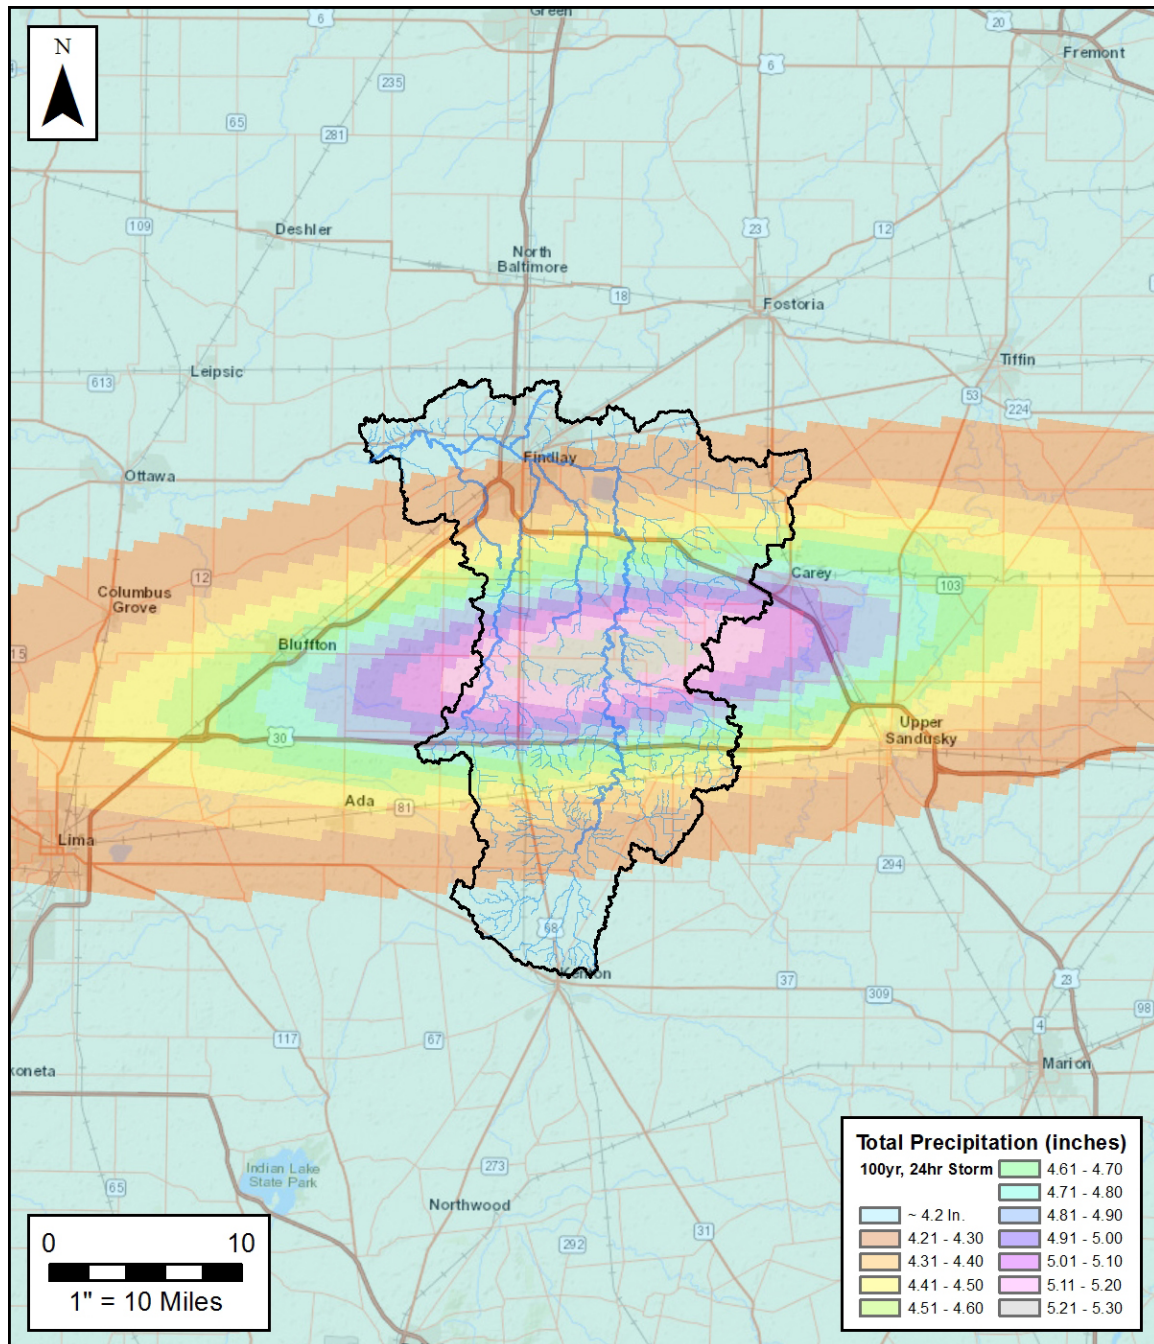 Green
6
20
N
Fremont
6
235
65
281
109
23
12
Deshler
North
Baltimore
18
Fostoria
Leipsic
613
Tiffin
53
224
Ottawa
Findlay
12
Columbus
Grove
Carey
103
15
Bluffton
30
Upper
Sandusky
Ada
81
Lima
294
68
Kenton
37
309
23
98
4
117
67
Marion
koneta
Indian Lake
State Park
273
65
Northwood
31
292
0 10
1" = 10 Miles
Total Precipitation (inches)
100yr, 24hr Storm
~ 4.2 In.
4.21 - 4.30
4.31 - 4.40
4.41 - 4.50
4.51 - 4.60
4.61 - 4.70
4.71 - 4.80
4.81 - 4.90
4.91 - 5.00
5.01 - 5.10
5.11 - 5.20
5.21 - 5.30